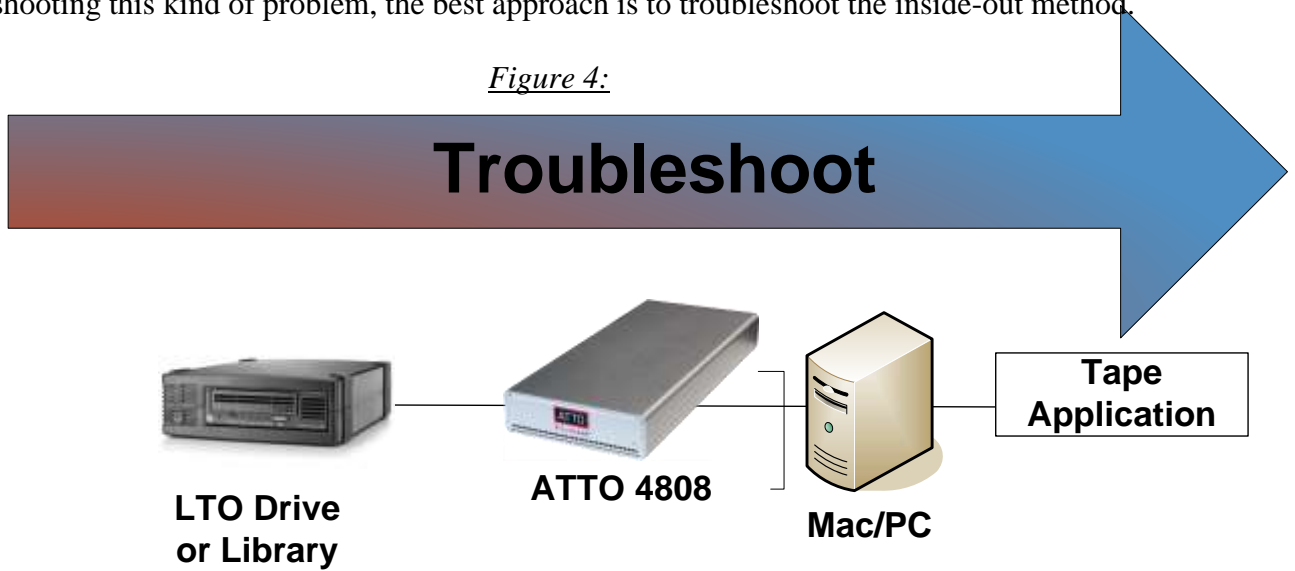 shooting this kind of problem, the best approach is to troubleshoot the inside-out method.
Figure 4:
Troubleshoot
Tape
Application
ATTO
ATTO 4808
LTO Drive
or Library
Mac/PC